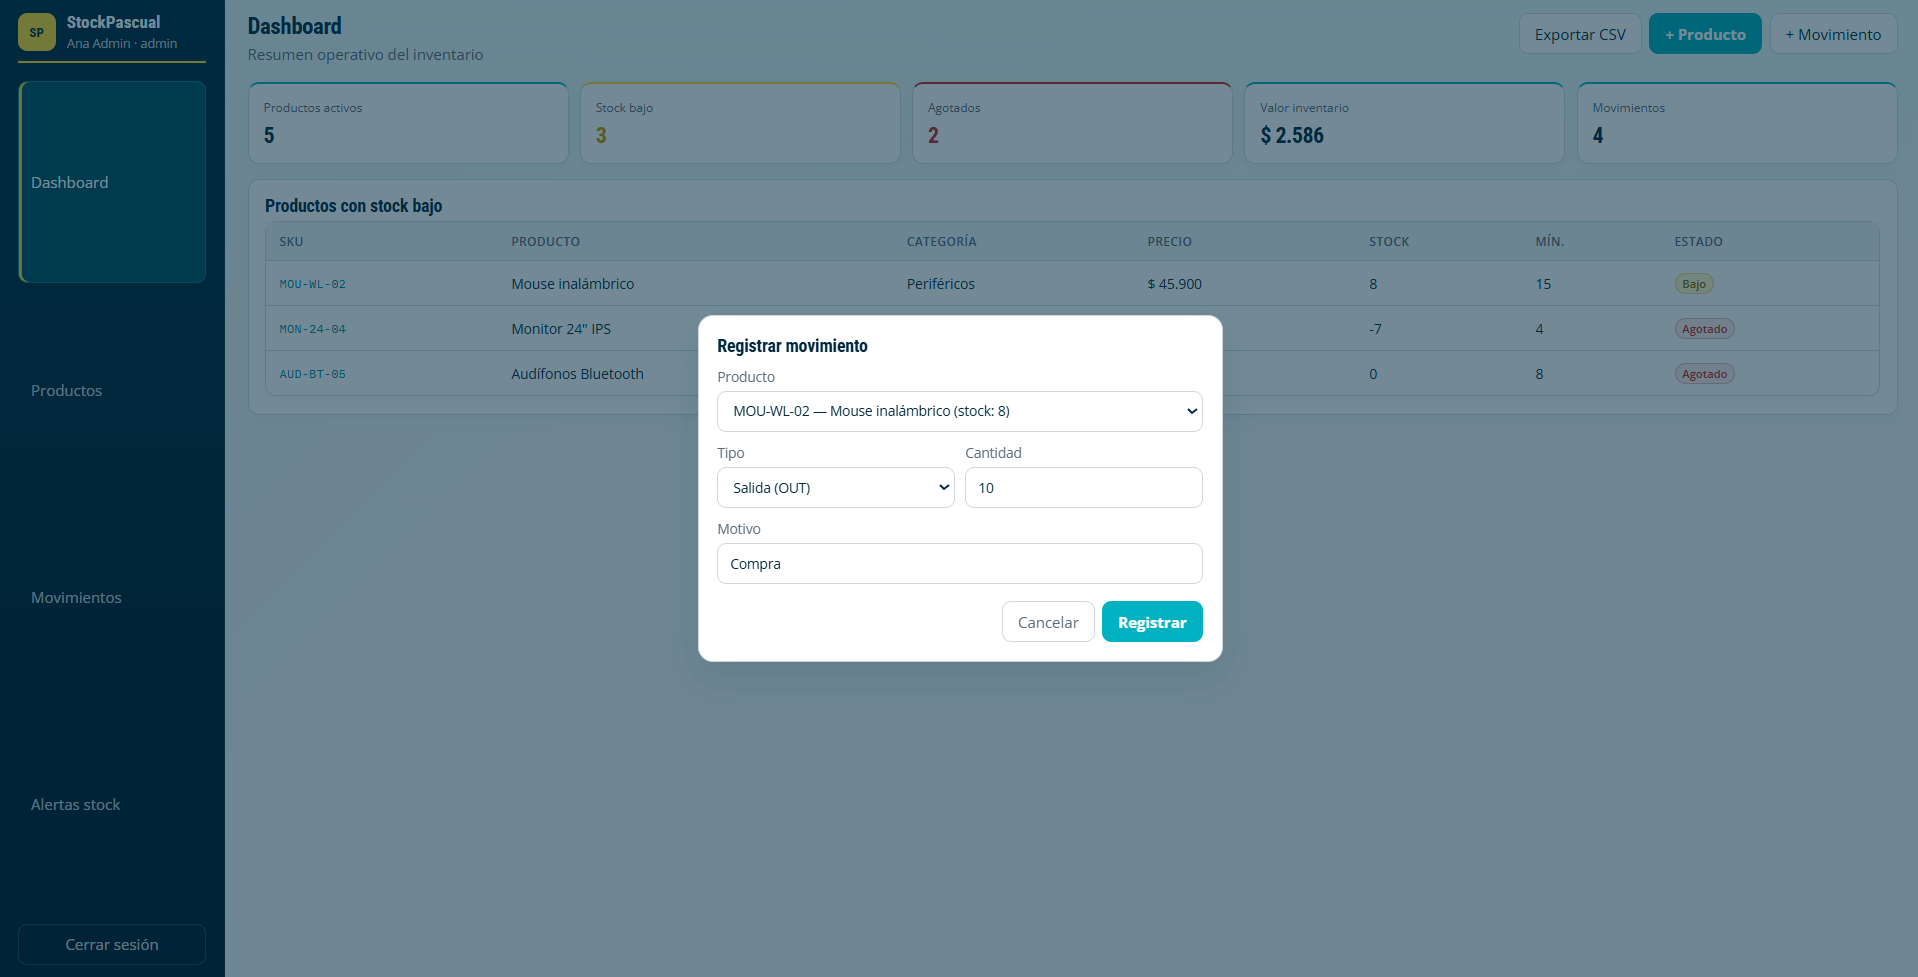 SP
StockPascual
Ana Admin · admin
Dashboard
Productos
Movimientos
Alertas stock
Cerrar sesión
Dashboard
Resumen operativo del inventario
Exportar CSV
+ Producto
+ Movimiento
Productos activos
5
Stock bajo
3
Agotados
2
Valor inventario
$ 2.586
Movimientos
4
Productos con stock bajo
SKU PRODUCTO CATEGORÍA PRECIO STOCK MÍN. ESTADO
MOU-WL-02 Mouse inalámbrico Periféricos $ 45.900 8 15 Bajo
MON-24-04 Monitor 24" IPS -7 4 Agotado
AUD-BT-05 Audífonos Bluetooth 0 8 Agotado
Registrar movimiento
Producto
MOU-WL-02 — Mouse inalámbrico (stock: 8)
Tipo Cantidad
Salida (OUT) 10
Motivo
Compra
Cancelar Registrar